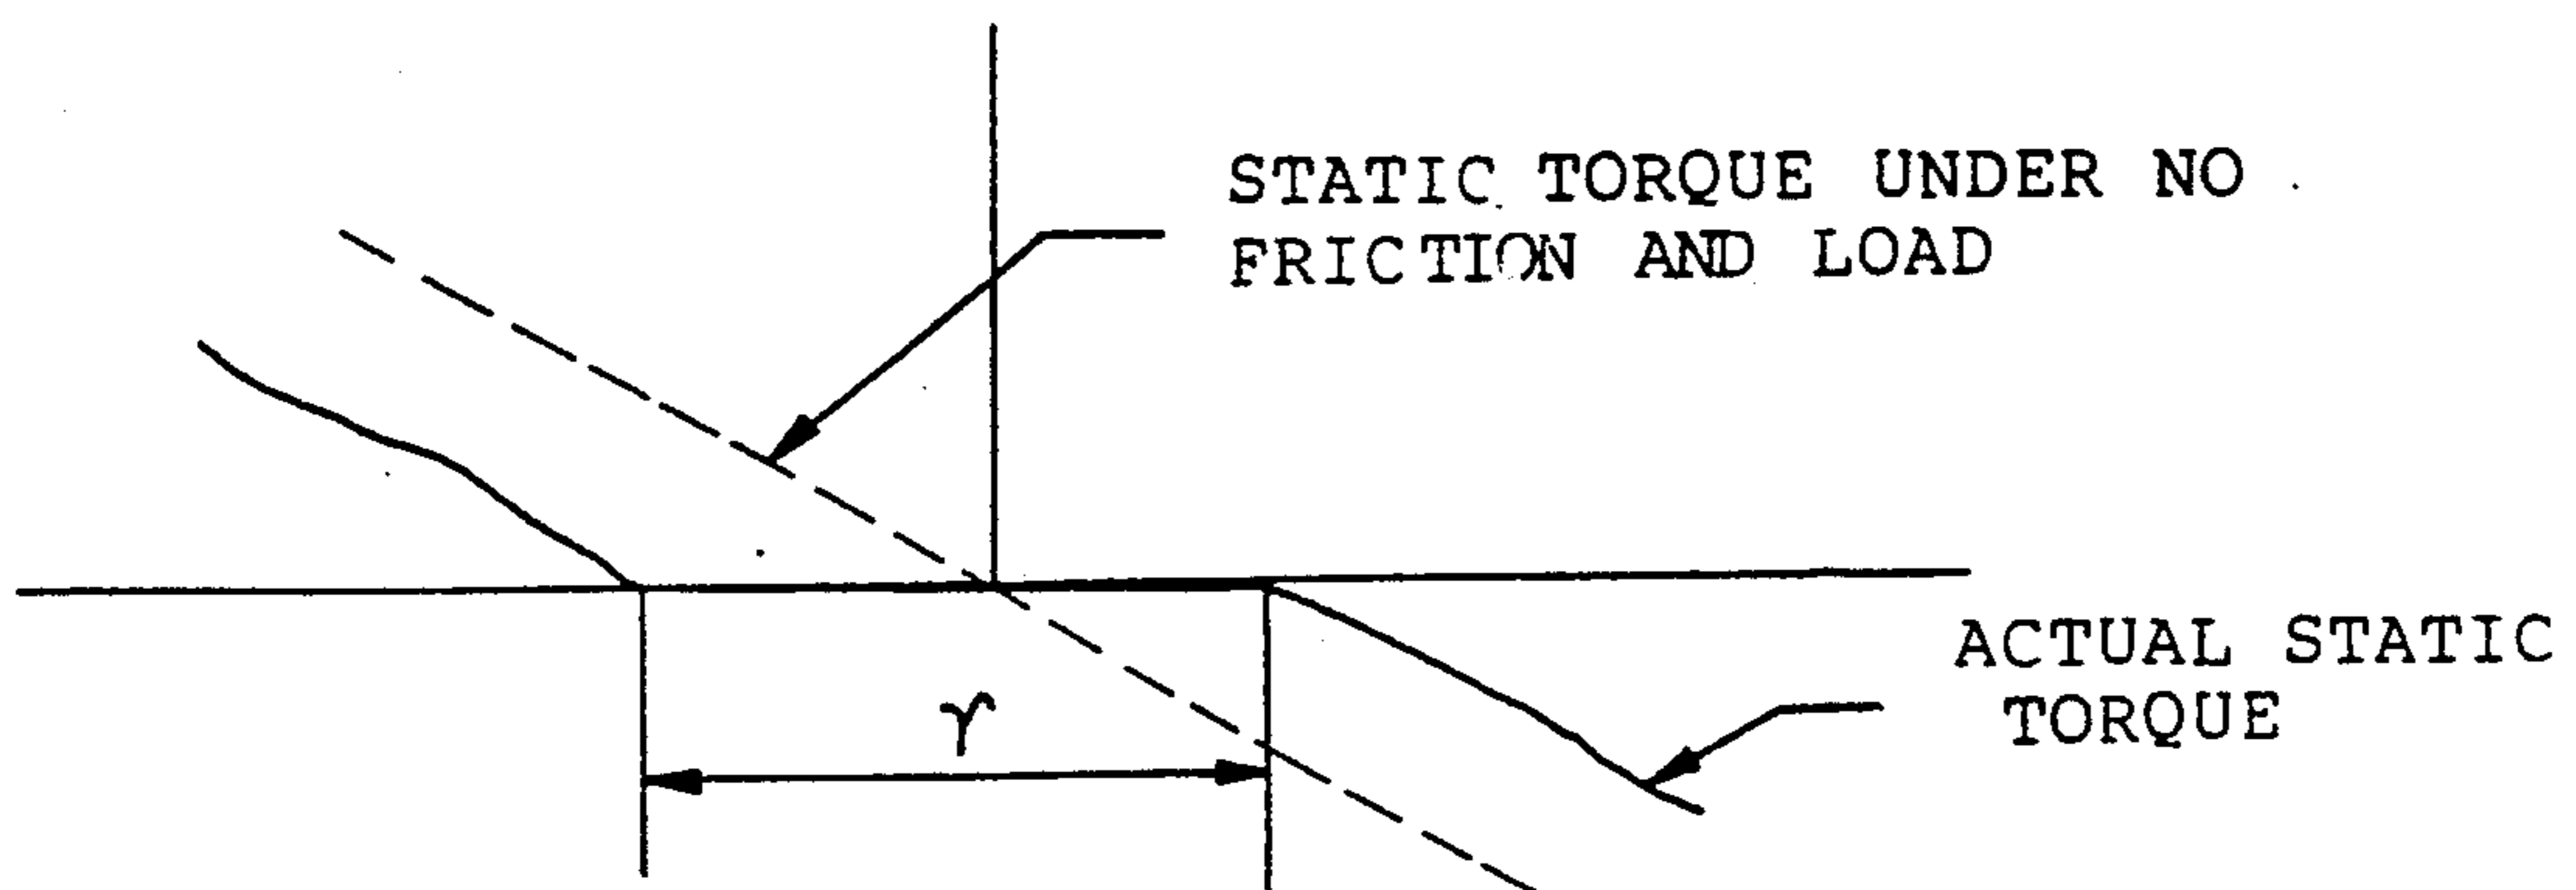 STATIC TORQUE UNDER NO
FRICTION AND LOAD
ACTUAL STATIC
TORQUE
γ